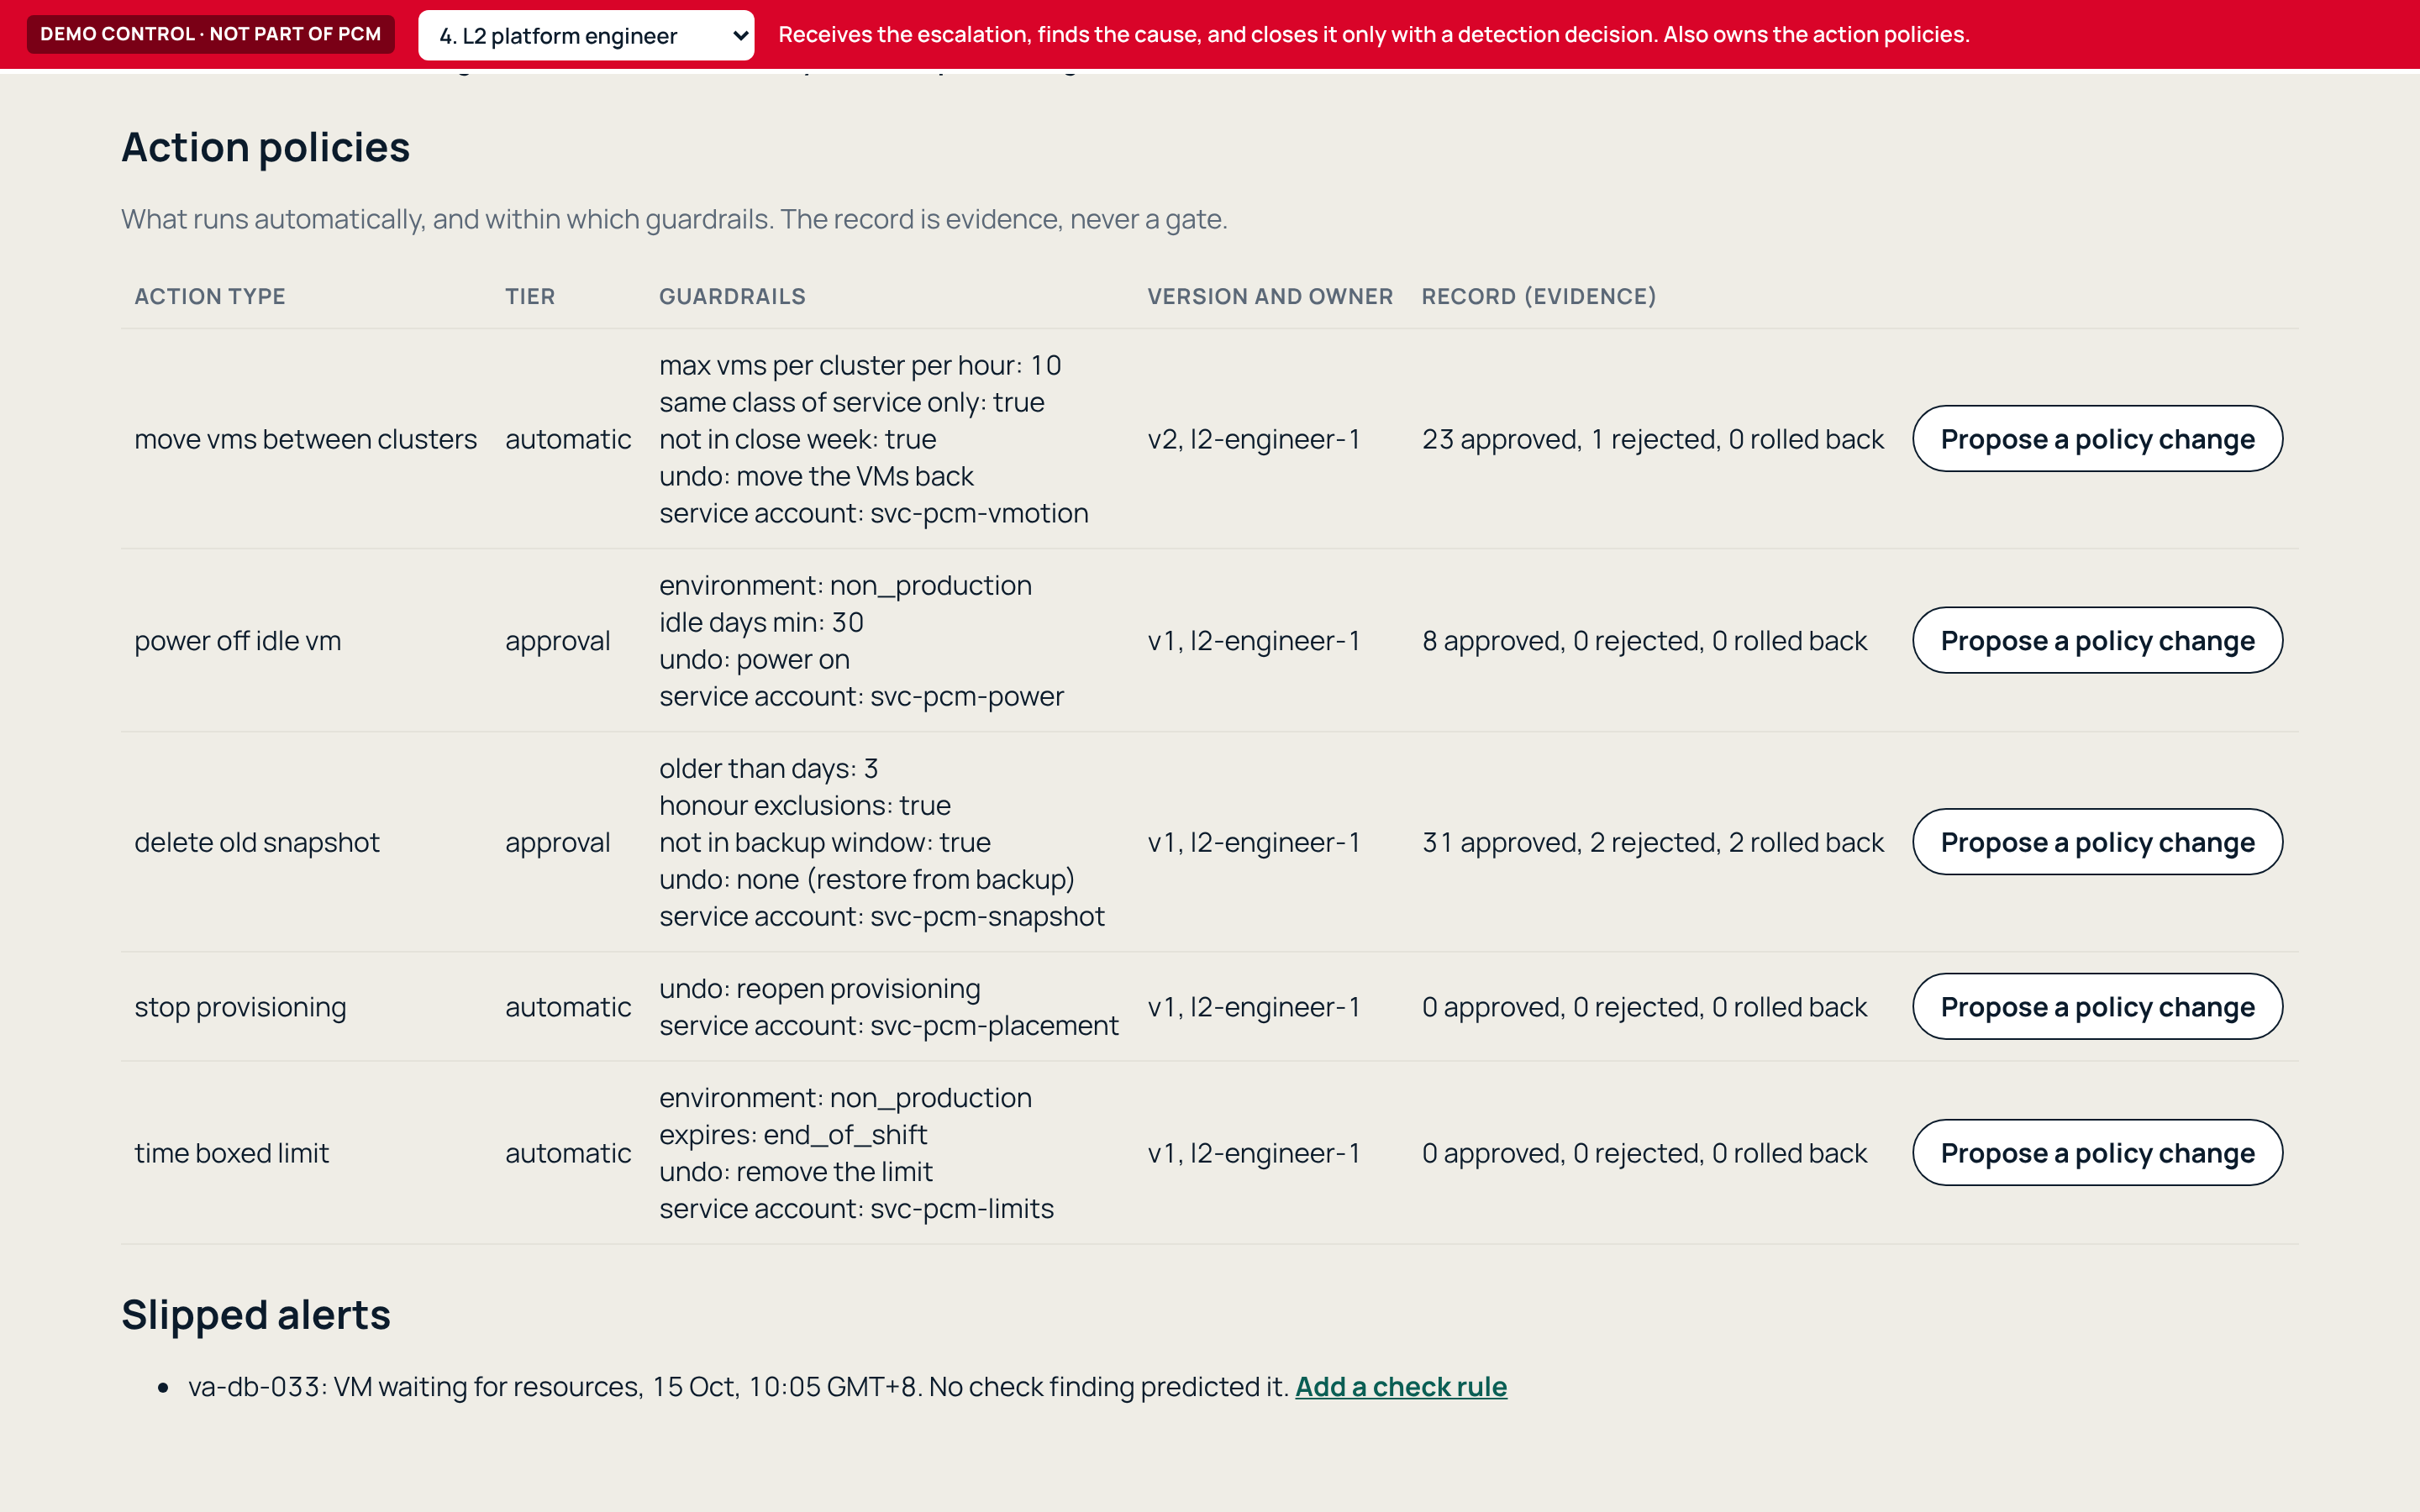 DEMO CONTROL · NOT PART OF PCM
4. L2 platform engineer
Receives the escalation, finds the cause, and closes it only with a detection decision. Also owns the action policies.
Action policies
What runs automatically, and within which guardrails. The record is evidence, never a gate.
ACTION TYPE TIER GUARDRAILS VERSION AND OWNER RECORD (EVIDENCE)
max vms per cluster per hour: 10
same class of service only: true
move vms between clusters automatic not in close week: true v2, l2-engineer-1 23 approved, 1 rejected, 0 rolled back Propose a policy change
undo: move the VMs back
service account: svc-pcm-vmotion
environment: non_production
idle days min: 30
power off idle vm approval v1, l2-engineer-1 8 approved, 0 rejected, 0 rolled back Propose a policy change
undo: power on
service account: svc-pcm-power
older than days: 3
honour exclusions: true
delete old snapshot approval not in backup window: true v1, l2-engineer-1 31 approved, 2 rejected, 2 rolled back Propose a policy change
undo: none (restore from backup)
service account: svc-pcm-snapshot
undo: reopen provisioning
stop provisioning automatic v1, l2-engineer-1 0 approved, 0 rejected, 0 rolled back Propose a policy change
service account: svc-pcm-placement
environment: non_production
expires: end_of_shift
time boxed limit automatic v1, l2-engineer-1 0 approved, 0 rejected, 0 rolled back Propose a policy change
undo: remove the limit
service account: svc-pcm-limits
Slipped alerts
• va-db-033: VM waiting for resources, 15 Oct, 10:05 GMT+8. No check finding predicted it. Add a check rule